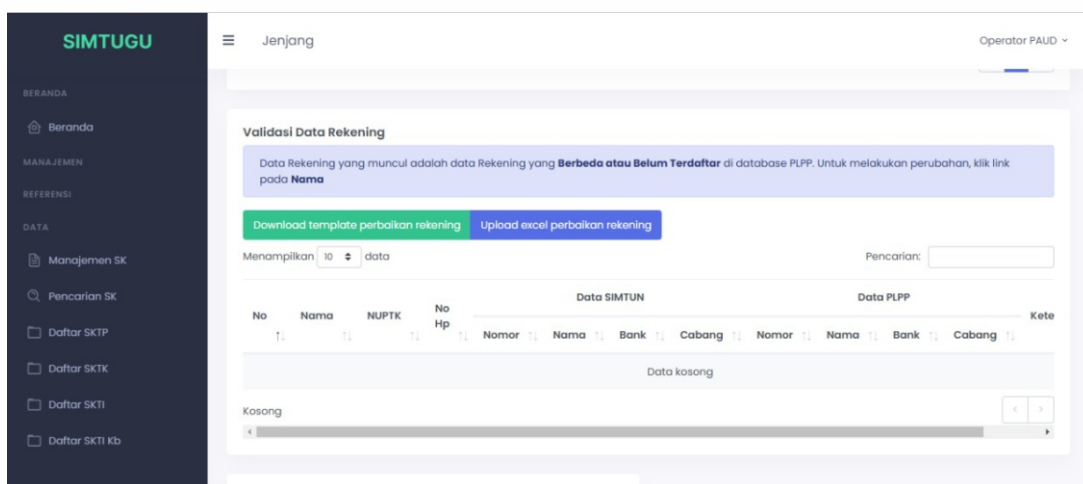 SIMTUGU
Jenjang
Operator PAUD
BERANDA
Beranda
MANAJEMEN
REFERENSI
DATA
Manajemen SK
Pencarian SK
Daftar SKTP
Daftar SKTK
Daftar SKTI
Daftar SKTI Kb
Validasi Data Rekening
Data Rekening yang muncul adalah data Rekening yang Berbeda atau Belum Terdaftar di database PLPP. Untuk melakukan perubahan, klik link
pada Nama
Download template perbaikan rekening Upload excel perbaikan rekening
Menampilkan 10 data Pencarian:
Data SIMTUN Data PLPP
No Nama NUPTK No Hp Kete
Nomor Nama Bank Cabang Nomor Nama Bank Cabang
Data kosong
Kosong